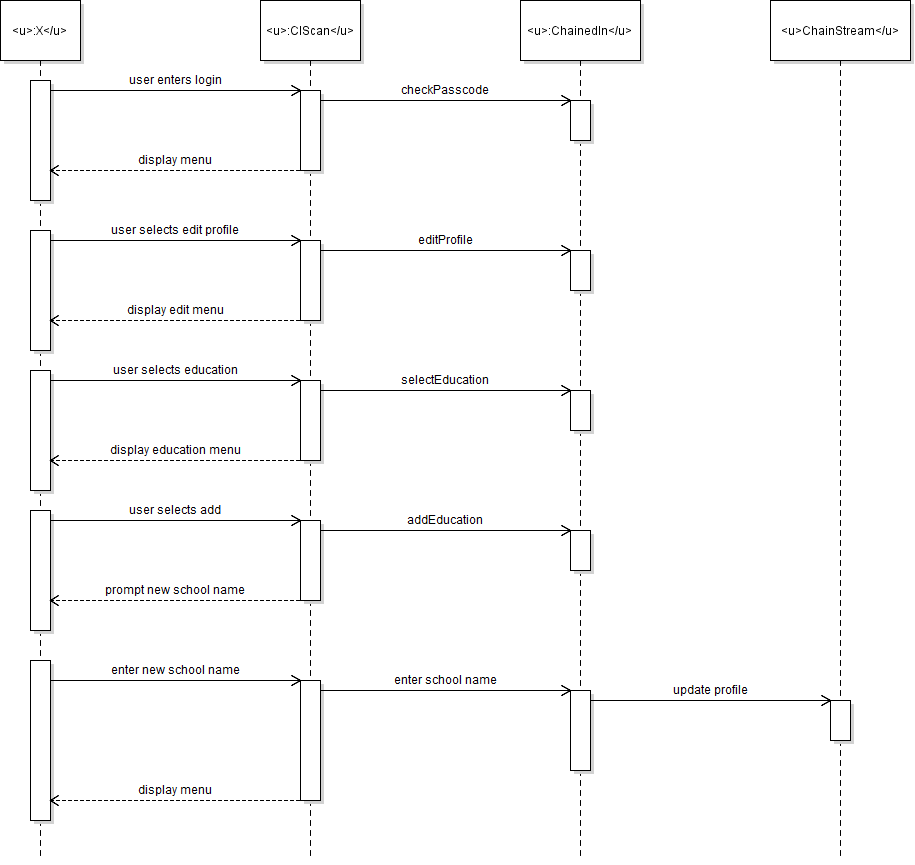 <u>:X</u>
<u>:CIScan</u>
<u>:ChainedIn</u>
<u>ChainStream</u>
user enters login
checkPasscode
display menu
user selects edit profile
editProfile
display edit menu
user selects education
selectEducation
display education menu
user selects add
addEducation
prompt new school name
enter new school name
enter school name
update profile
display menu